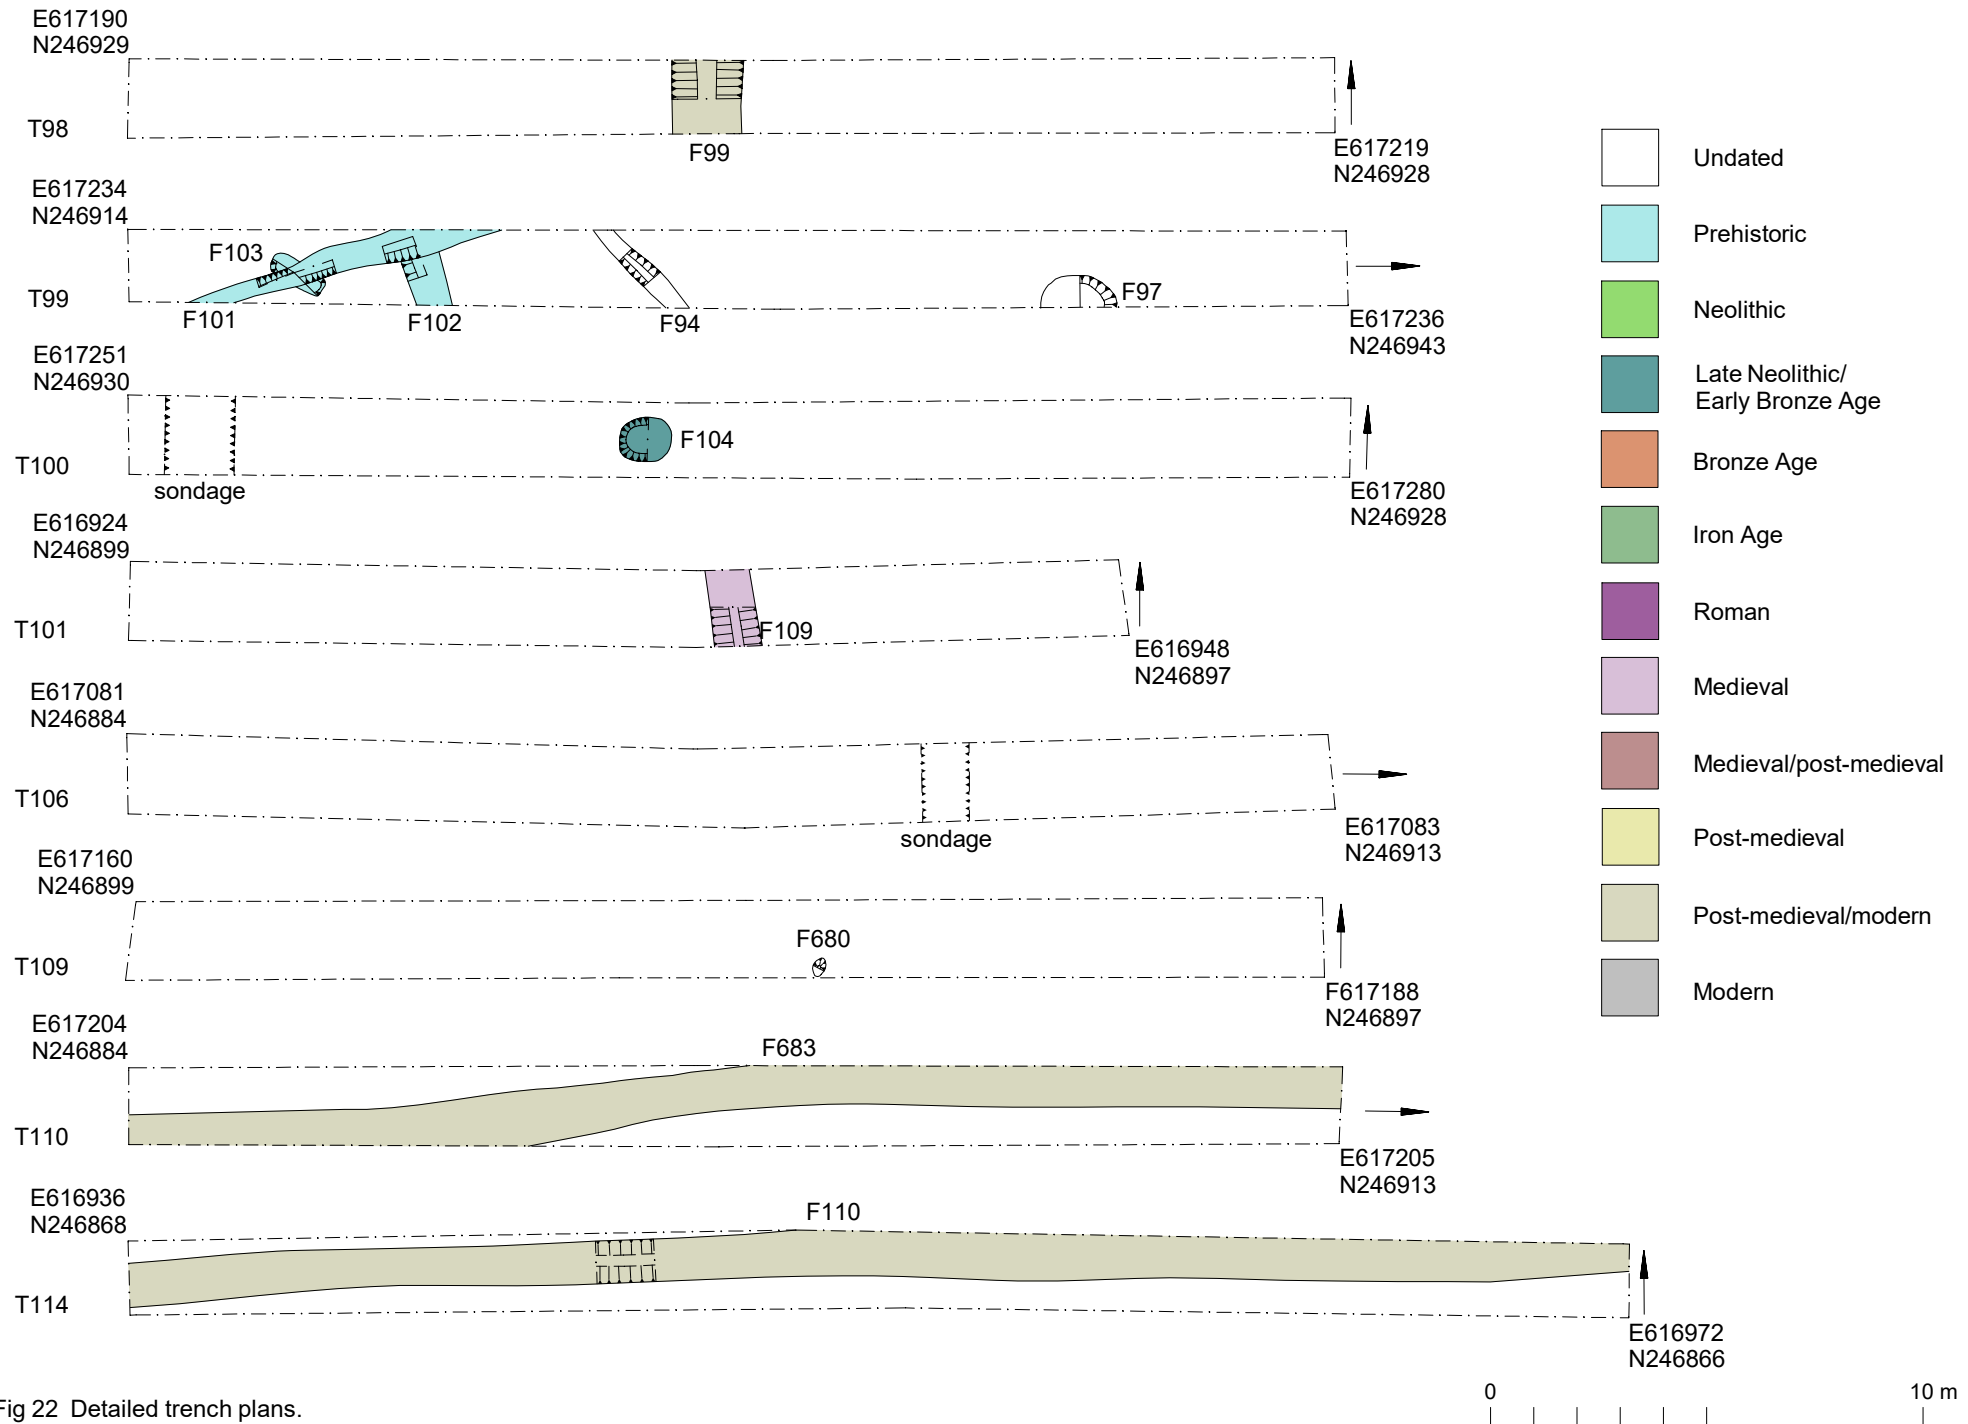 E617190
N246929
T98
F99
E617219
N246928
E617234
N246914
F103
T99
F101
F102
F94
F97
E617236
N246943
E617251
N246930
F104
T100
sondage
E617280
N246928
E616924
N246899
T101
F109
E616948
N246897
E617081
N246884
T106
sondage
E617083
N246913
E617160
N246899
F680
T109
F617188
N246897
E617204
N246884
F683
T110
E617205
N246913
E616936
N246868
F110
T114
E616972
N246866
Undated
Prehistoric
Neolithic
Late Neolithic/
Early Bronze Age
Bronze Age
Iron Age
Roman
Medieval
Medieval/post-medieval
Post-medieval
Post-medieval/modern
Modern
0 10 m
Fig 22 Detailed trench plans.